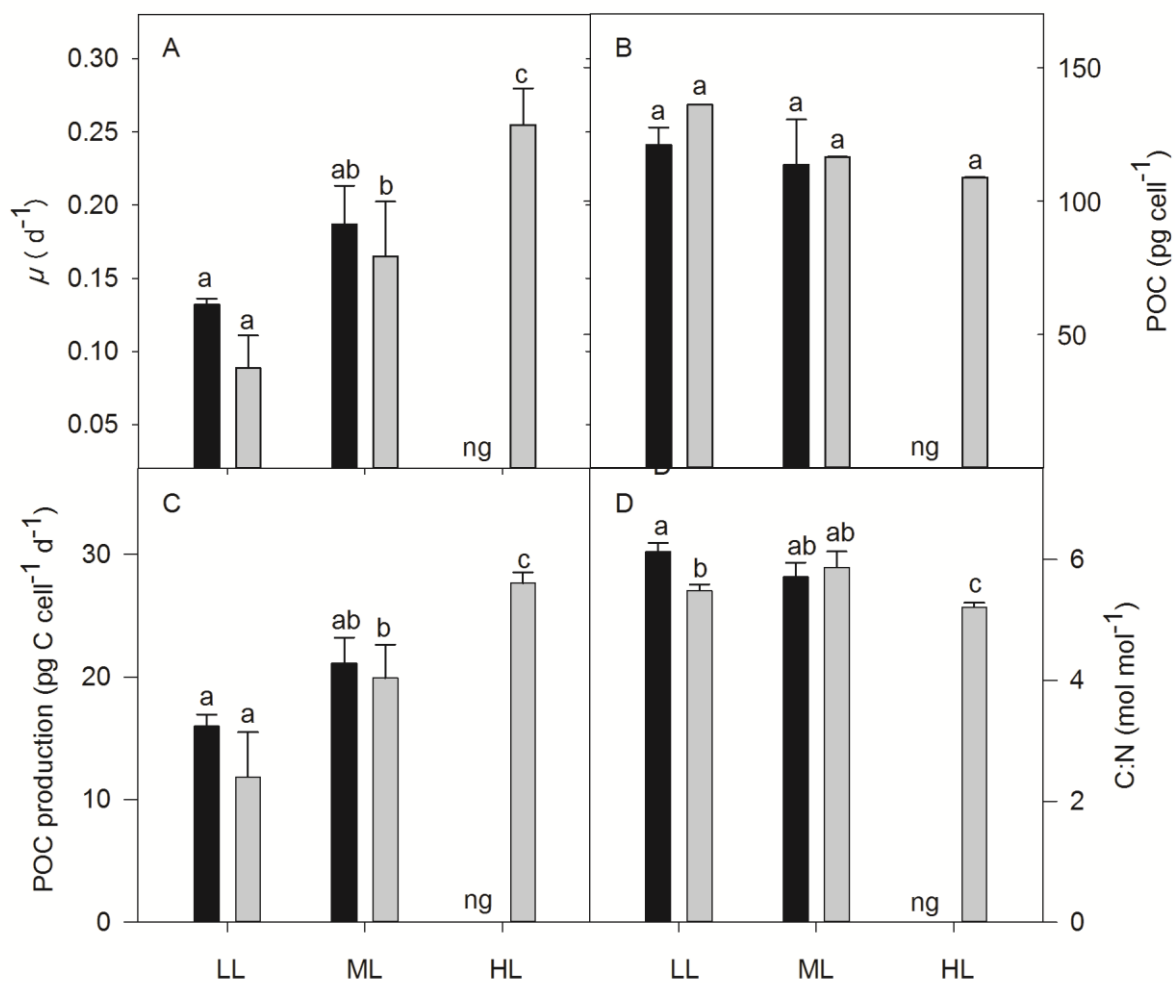 A
B
0.30
0.25
0.20
0.15
0.10
0.05
μ ( d-1)
a
a
ab
b
ng
c
a
a
a
a
ng
a
150
100
50
POC (pg cell-1)
D
C
D
30
20
10
0
POC production (pg C cell-1 d-1)
a
a
ab
b
ng
c
a
b
ab
ab
ng
c
6
4
2
0
C:N (mol mol-1)
LL
ML
HL
LL
ML
HL